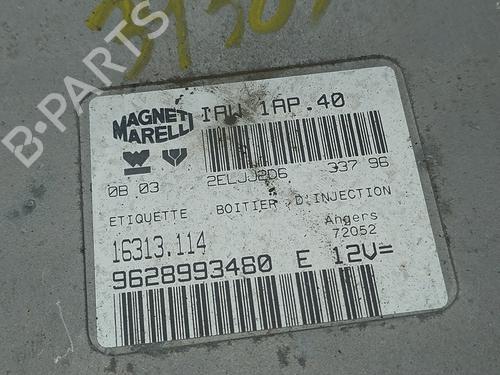 B-PARTS
MAGNETI
MARELLI
IAW 1AP.40
0B 03
2ELJJ2D6
337 96
ETIQUETTE
BOITIER D'INJECTION
Angers
72052
16313.114
9628993480 E 12V=